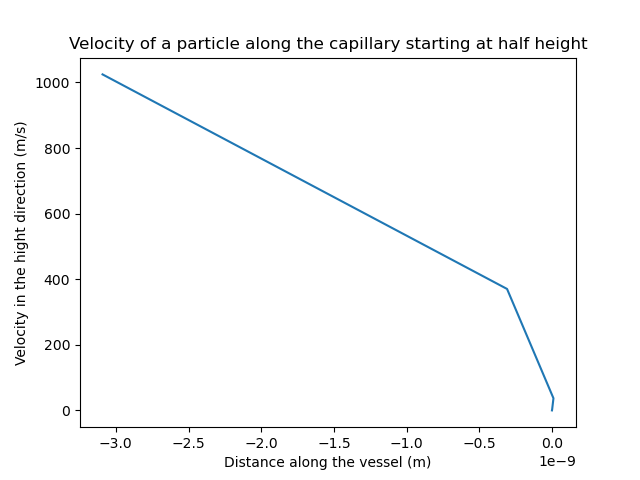 Velocity of a particle along the capillary starting at half height
Velocity in the hight direction (m/s)
1000
800
600
400
200
0
−3.0 −2.5 −2.0 −1.5 −1.0 −0.5 0.0
1e−9
Distance along the vessel (m)